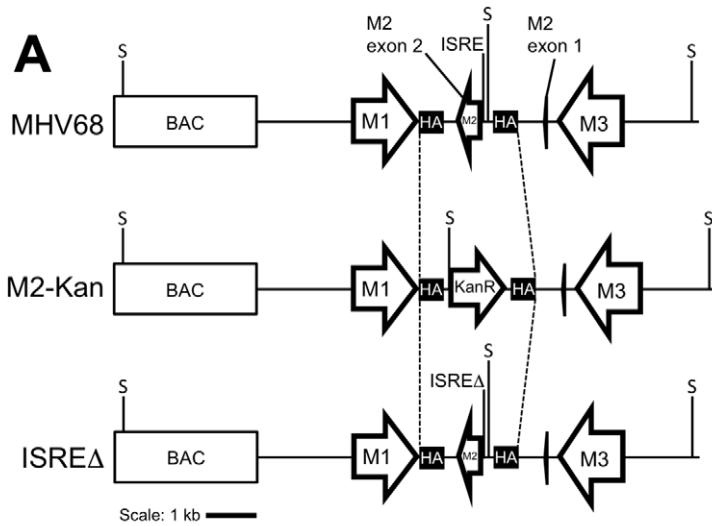 A
S
M2
exon 2
ISRE
S
M2
exon 1
S
MHV68
BAC
M1
HA
M2
HA
M3
S
S
S
M2-Kan
BAC
M1
HA
KanR
HA
M3
S
ISREΔ
S
S
ISREΔ
BAC
M1
HA
M2
HA
M3
Scale: 1 kb